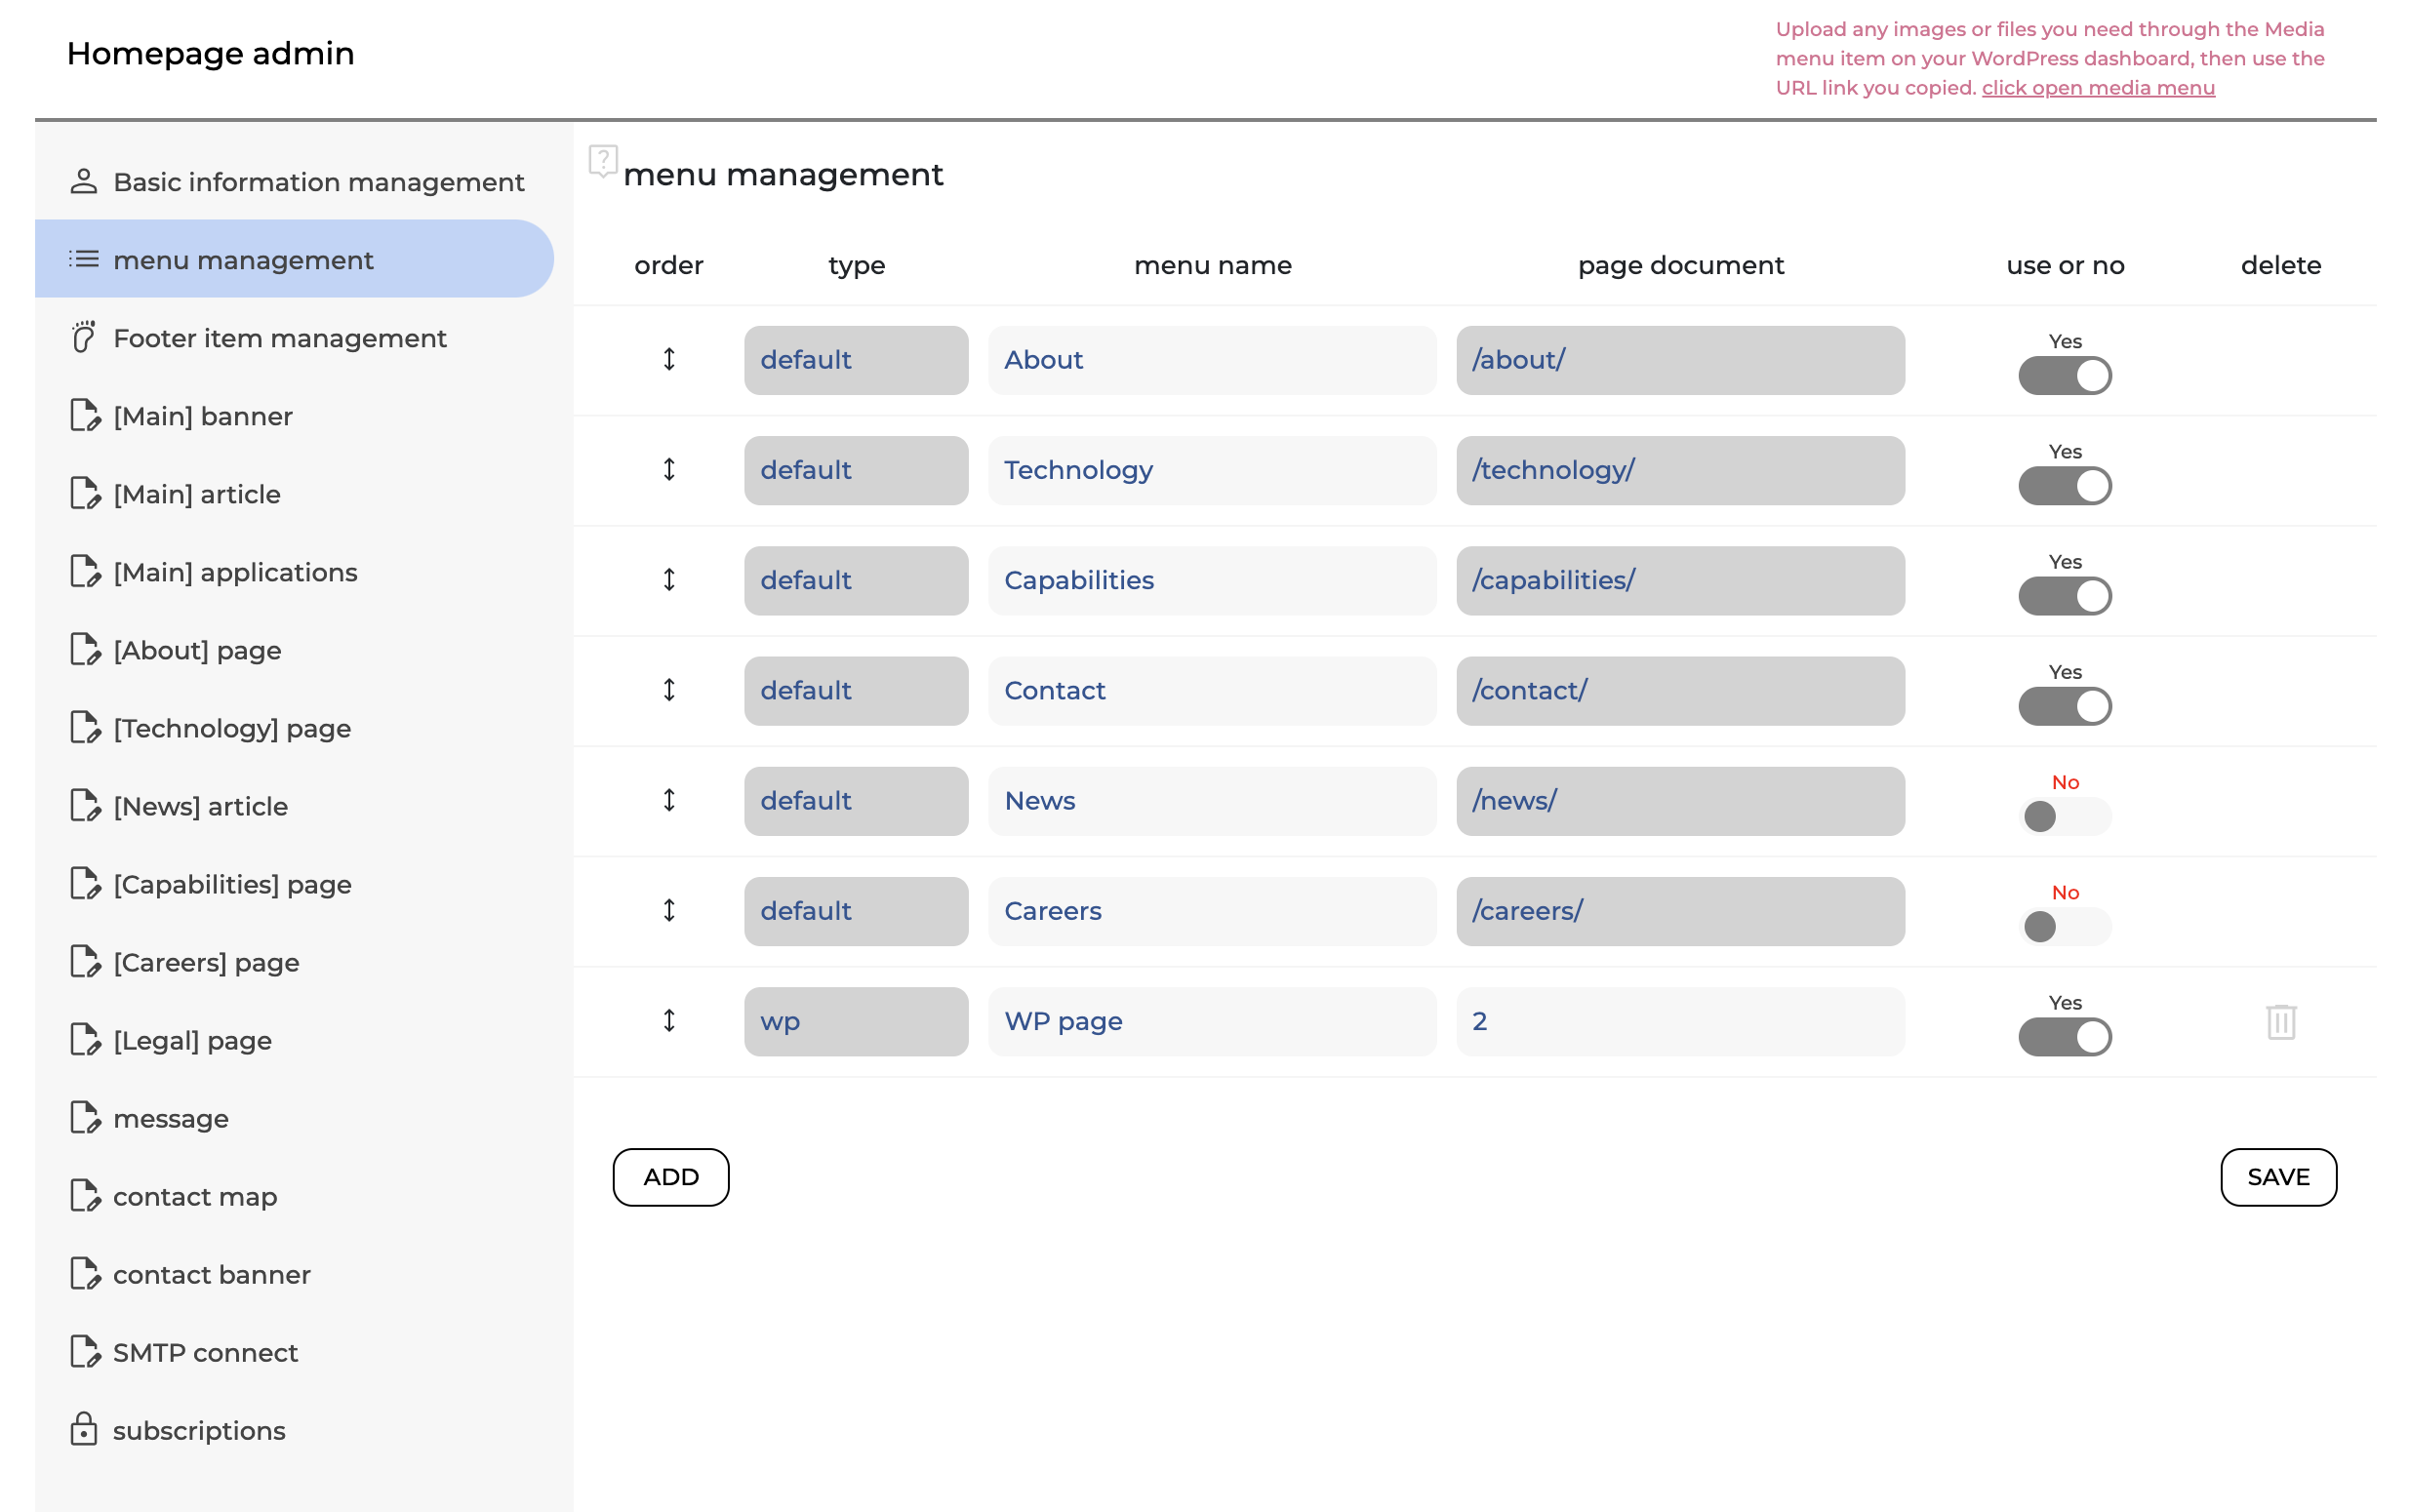 Homepage admin
Upload any images or files you need through the Media
menu item on your WordPress dashboard, then use the
URL link you copied. click open media menu
Basic information management
menu management
Footer item management
[Main] banner
[Main] article
[Main] applications
[About] page
[Technology] page
[News] article
[Capabilities] page
[Careers] page
[Legal] page
message
contact map
contact banner
SMTP connect
subscriptions
? menu management
order type menu name page document use or no delete
default About /about/ Yes
default Technology /technology/ Yes
default Capabilities /capabilities/ Yes
default Contact /contact/ Yes
default News /news/ No
default Careers /careers/ No
wp WP page 2 Yes
ADD SAVE